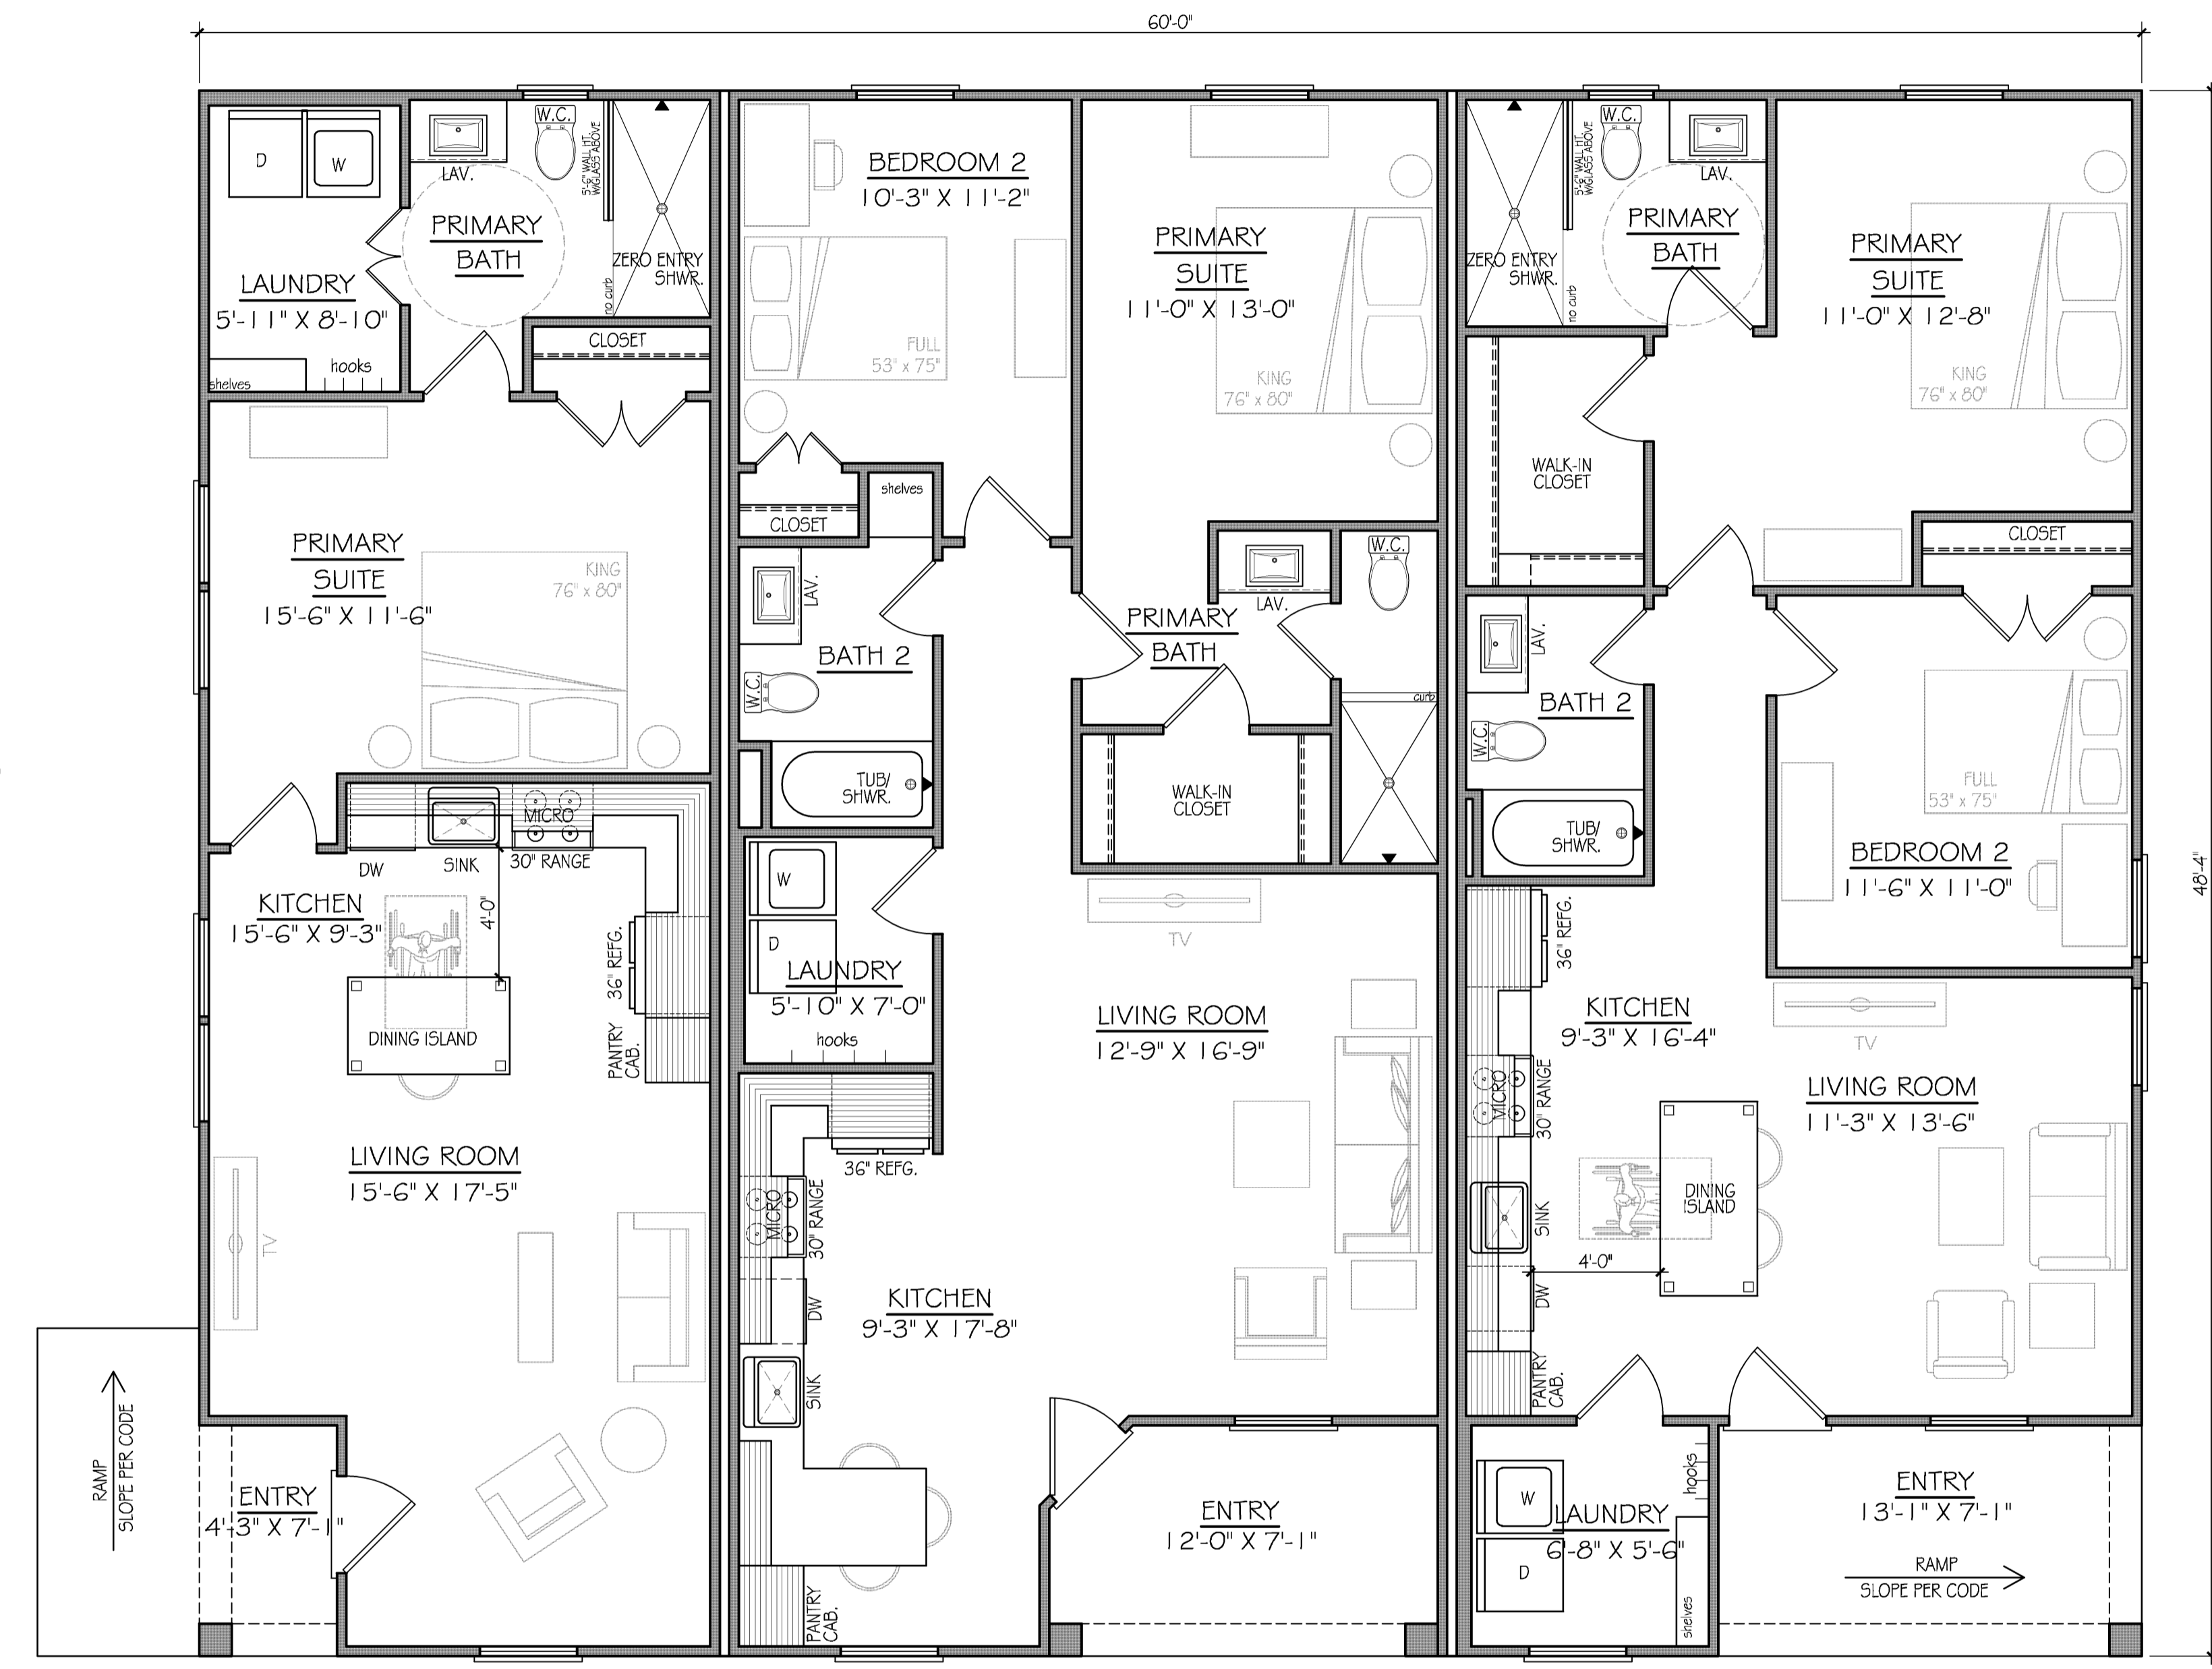 60'-0"
48'-4"
D
W
LAUNDRY
5'-11" X 8'-10"
shelves
hooks
LAV.
W.C.
PRIMARY
BATH
5'-6" WALL HT.
W/GLASS ABOVE
ZERO ENTRY
SHWR.
no curb
CLOSET
PRIMARY
SUITE
15'-6" X 11'-6"
KING
76" x 80"
DW
SINK
MICRO
30" RANGE
KITCHEN
15'-6" X 9'-3"
4'-0"
36" REFG.
PANTRY
CAB.
DINING ISLAND
LIVING ROOM
15'-6" X 17'-5"
TV
RAMP
SLOPE PER CODE
ENTRY
4'-3" X 7'-1"
BEDROOM 2
10'-3" X 11'-2"
FULL
53" x 75"
CLOSET
shelves
PRIMARY
SUITE
11'-0" X 13'-0"
KING
76" x 80"
LAV.
BATH 2
W.C.
TUB/
SHWR.
LAV.
W.C.
PRIMARY
BATH
curb
WALK-IN
CLOSET
W
D
LAUNDRY
5'-10" X 7'-0"
hooks
TV
LIVING ROOM
12'-9" X 16'-9"
36" REFG.
MICRO
30" RANGE
DW
KITCHEN
9'-3" X 17'-8"
SINK
PANTRY
CAB.
ENTRY
12'-0" X 7'-1"
5'-6" WALL HT.
W/GLASS ABOVE
W.C.
LAV.
PRIMARY
BATH
ZERO ENTRY
SHWR.
no curb
PRIMARY
SUITE
11'-0" X 12'-8"
KING
76" x 80"
WALK-IN
CLOSET
CLOSET
LAV.
BATH 2
W.C.
TUB/
SHWR.
FULL
53" x 75"
BEDROOM 2
11'-6" X 11'-0"
36" REFG.
KITCHEN
9'-3" X 16'-4"
TV
LIVING ROOM
11'-3" X 13'-6"
MICRO
30" RANGE
SINK
DINING
ISLAND
4'-0"
DW
PANTRY
CAB.
W
D
LAUNDRY
6'-8" X 5'-6"
hooks
shelves
ENTRY
13'-1" X 7'-1"
RAMP
SLOPE PER CODE